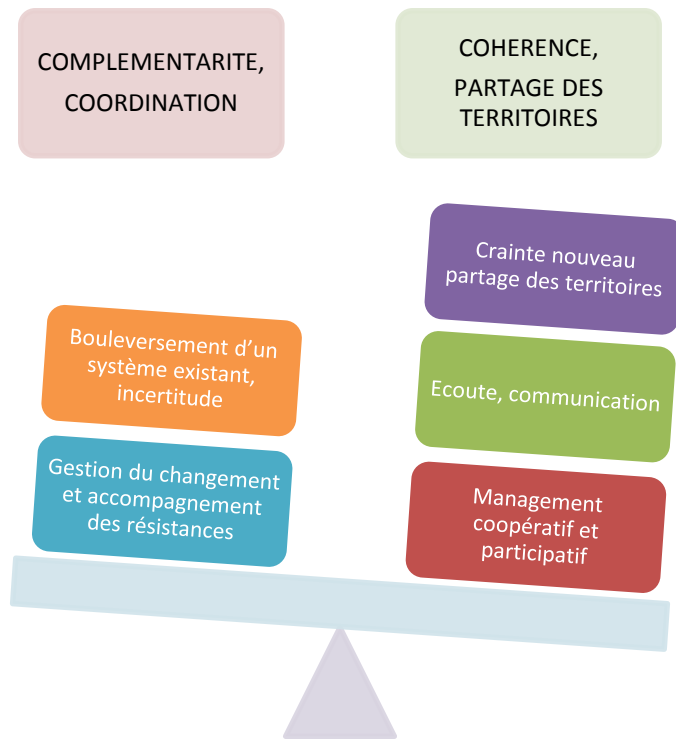 COMPLEMENTARITE,
COORDINATION
COHERENCE,
PARTAGE DES
TERRITOIRES
Crainte nouveau
partage des territoires
Bouleversement d’un
système existant,
incertitude
Ecoute, communication
Gestion du changement
et accompagnement
des résistances
Management
coopératif et
participatif